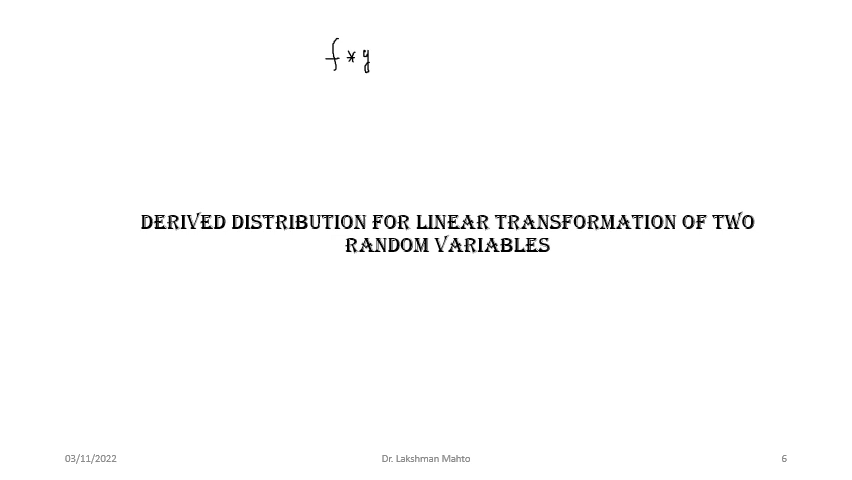 f * g
DERIVED DISTRIBUTION FOR LINEAR TRANSFORMATION OF TWO
RANDOM VARIABLES
03/11/2022 Dr. Lakshman Mahto 6